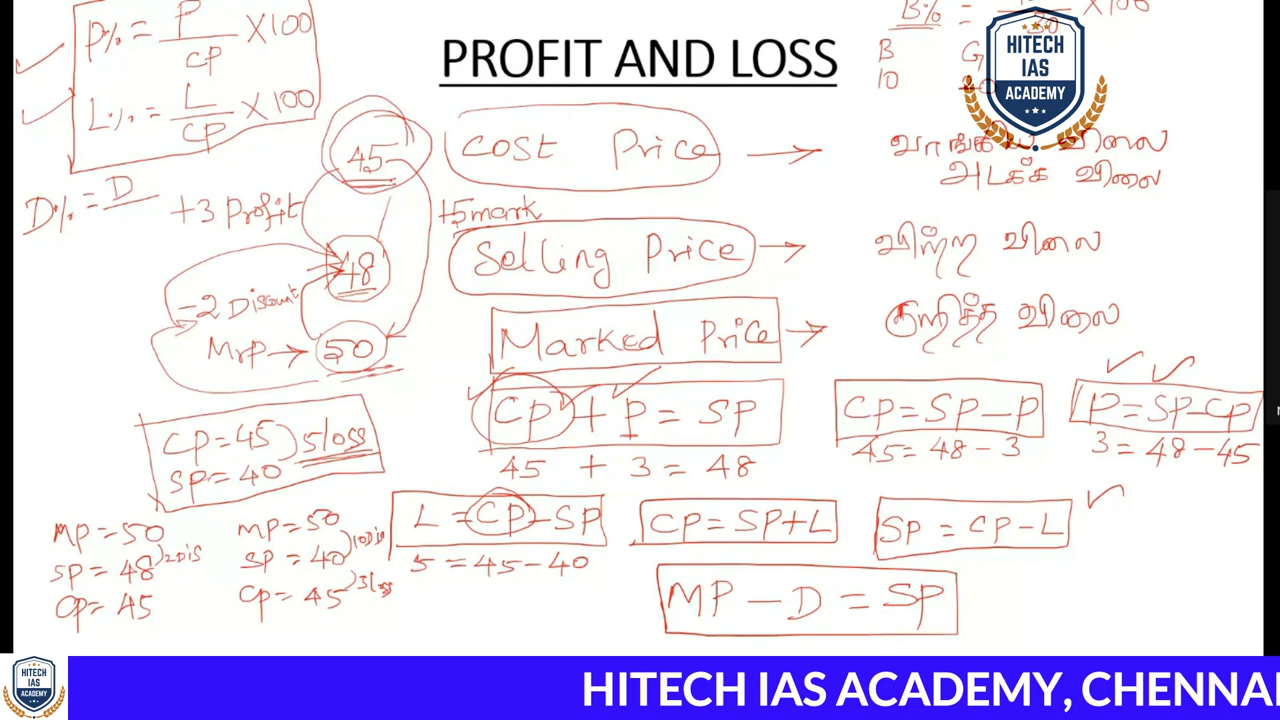 PROFIT AND LOSS
P% = P/CP X100
L% = L/CP X100
D% = D
B%
B
10
HITECH
IAS
ACADEMY
45
Cost Price →
வாங்கிய விலை
அடக்க விலை
+3 Profit
+5 mark
48
Selling Price →
விற்ற விலை
-2 Discount
Mrp → 50
Marked Price →
குறித்த விலை
CP + P = SP
45 + 3 = 48
CP = SP - P
45 = 48 - 3
P = SP - CP
3 = 48 - 45
CP = 45
SP = 40
5 loss
L = CP - SP
5 = 45 - 40
CP = SP + L
SP = CP - L
MP = 50
SP = 48
2 Dis
CP = 45
MP = 50
SP = 40
10 Dis
CP = 45
MP - D = SP
HITECH
IAS
ACADEMY
HITECH IAS ACADEMY, CHENNAI